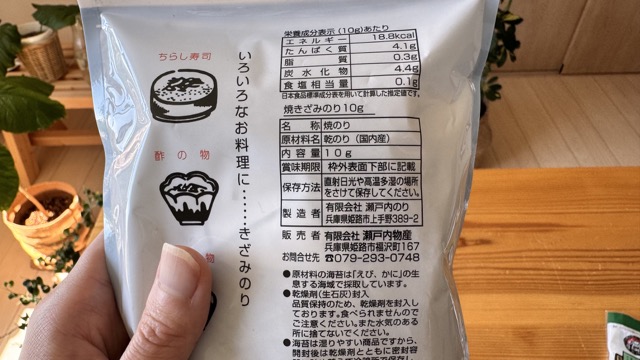 ちらし寿司
酢の物
物
いろいろなお料理に……きざみのり
栄養成分表示(10g)あたり
エネルギー 18.8kcal
たんぱく質 4.1g
脂質 0.3g
炭水化物 4.4g
食塩相当量 0.1g
日本食品標準成分表を用いて計算した推定値です。
焼きざみのり10g
名称 焼のり
原材料名 乾のり(国内産)
内容量 10g
賞味期限 枠外表面下部に記載
保存方法 直射日光や高温多湿の場所
をさけて保存してください。
製造者 有限会社 瀬戸内のり
兵庫県姫路市上手野389-2
販売者 有限会社 瀬戸内物産
兵庫県姫路市福沢町167
お問合せ先 ☎079-293-0748
●原材料の海苔は「えび、かに」の生
息する海域で採取しています。
●乾燥剤(生石灰)封入
品質保持のため、乾燥剤を封入し
ております。食べられませんので
ご注意ください。また水気のある
所に捨てないでください。
●海苔は湿りやすい商品ですから、
開封後は乾燥剤とともに密封容